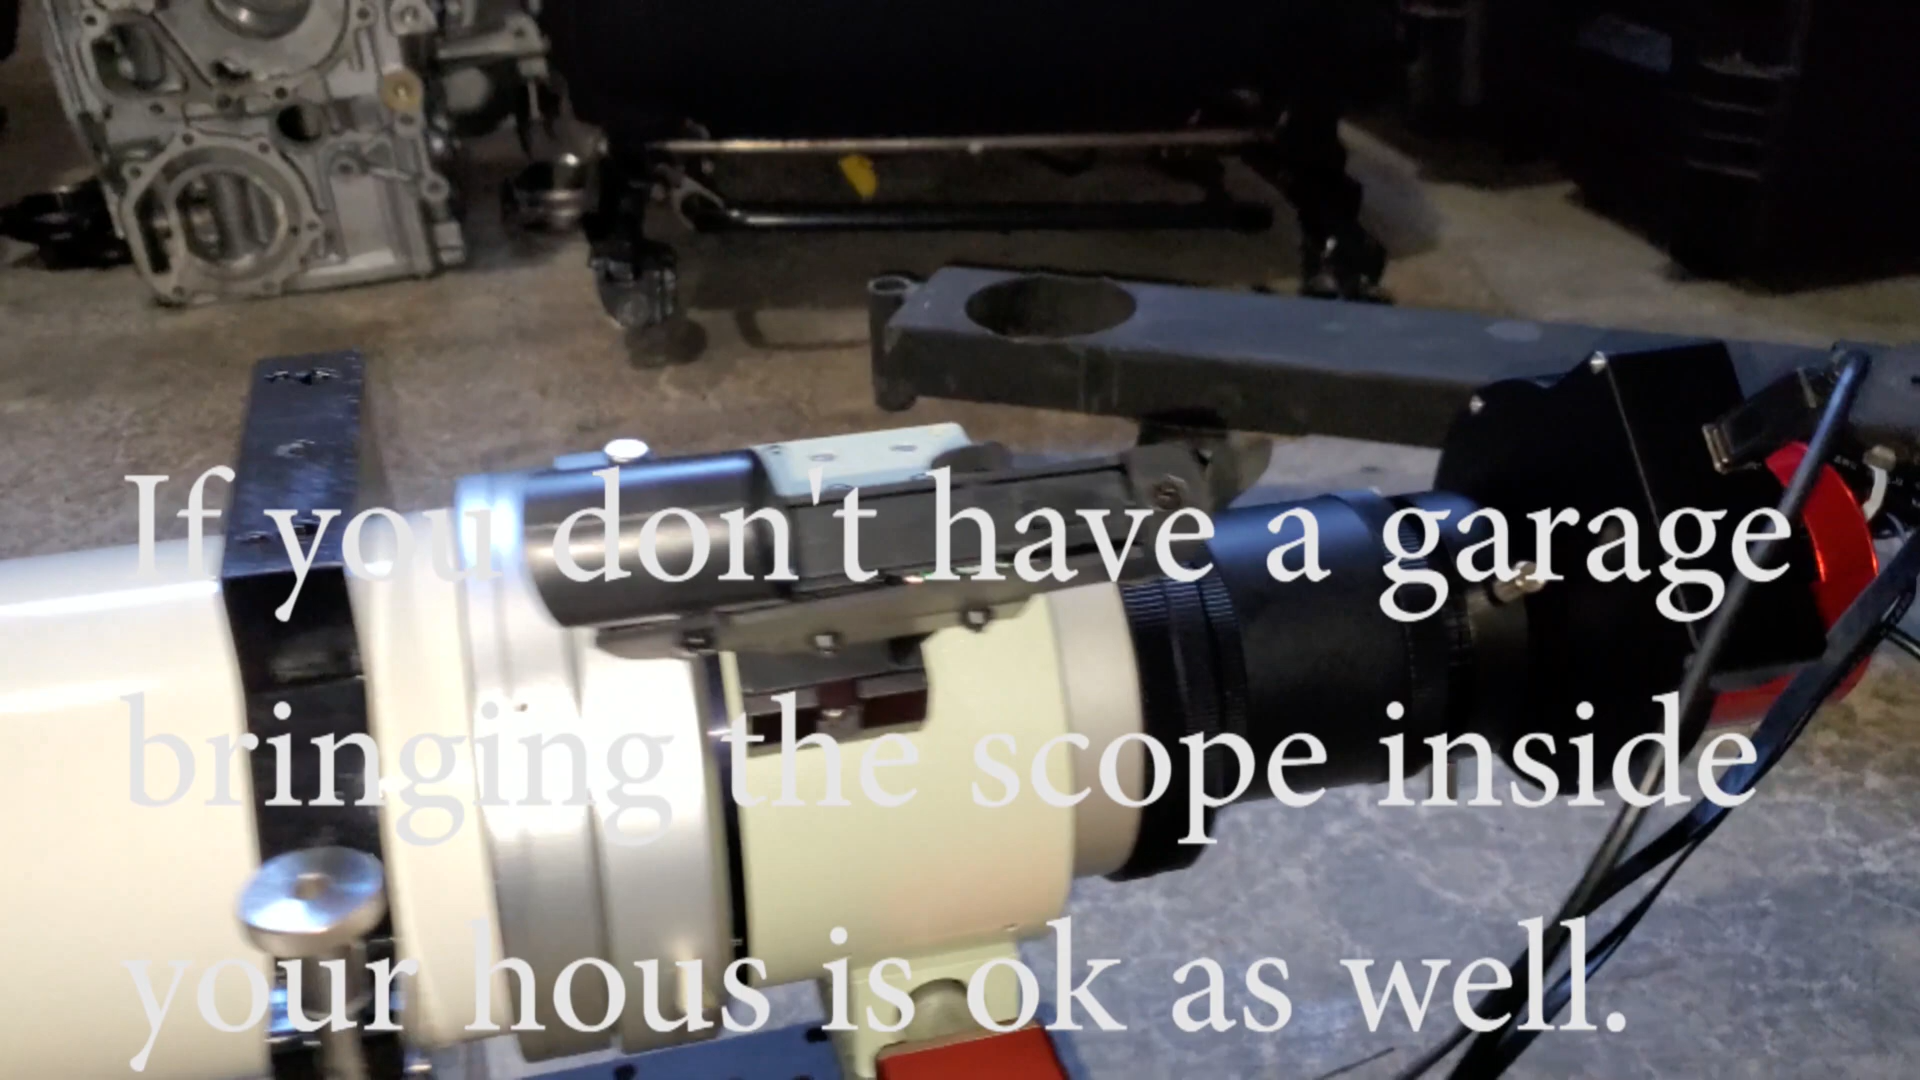 If you don't have a garage
bringing the scope inside
your hous is ok as well.